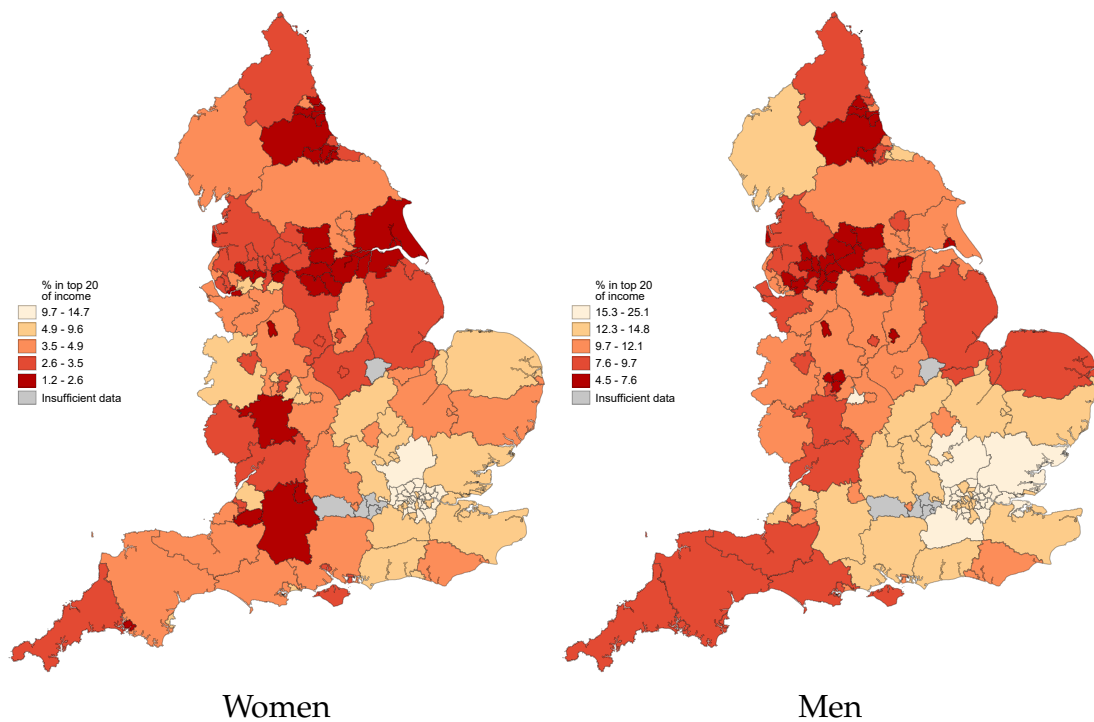 % in top 20
of income
9.7 - 14.7
4.9 - 9.6
3.5 - 4.9
2.6 - 3.5
1.2 - 2.6
Insufficient data
% in top 20
of income
15.3 - 25.1
12.3 - 14.8
9.7 - 12.1
7.6 - 9.7
4.5 - 7.6
Insufficient data
Women
Men